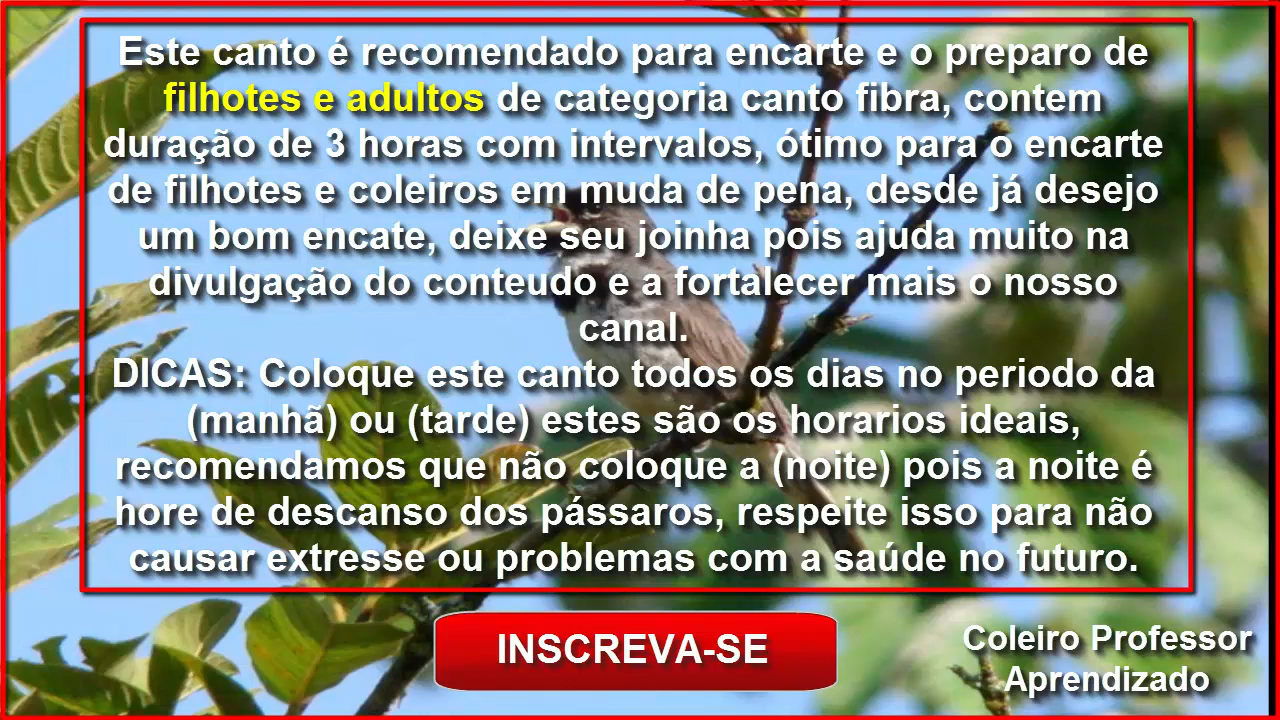 Este canto é recomendado para encarte e o preparo de
filhotes e adultos de categoria canto fibra, contem
duração de 3 horas com intervalos, ótimo para o encarte
de filhotes e coleiros em muda de pena, desde já desejo
um bom encate, deixe seu joinha pois ajuda muito na
divulgação do conteudo e a fortalecer mais o nosso
canal.
DICAS: Coloque este canto todos os dias no periodo da
(manhã) ou (tarde) estes são os horarios ideais,
recomendamos que não coloque a (noite) pois a noite é
hore de descanso dos pássaros, respeite isso para não
causar extresse ou problemas com a saúde no futuro.
INSCREVA-SE
Coleiro Professor
Aprendizado